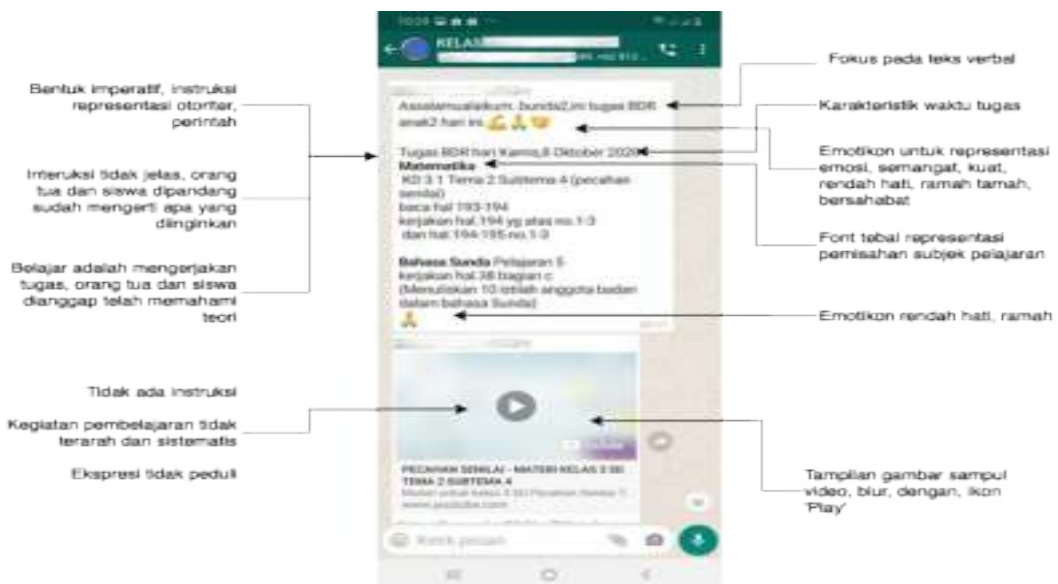 10:29
KELAS
Assalamualaikum. bunda2,ini tugas BDR
anak2 hari ini
Tugas BDR hari Kamis,8 Oktober 2020
Matematika
KD 3 1 Tema 2 Subtema 4 (pecahan
senilai)
baca hal 193-194
kerjakan hal.194 yg atas no.1-3
dan hal 194-195 no.1-3
Bahasa Sunda Pelajaran 5
kerjakan hal 38 bagian c
(Menuliskan 10 istilah anggota badan
dalam bahasa Sunda)
PECAHAN SENILAI - MATERI KELAS 3 SD
TEMA 2 SUBTEMA 4
www.youtube.com
Ketik pesan
Bentuk imperatif, instruksi
representasi otoriter,
perintah
Interuksi tidak jelas, orang
tua dan siswa dipandang
sudah mengerti apa yang
diinginkan
Belajar adalah mengerjakan
tugas, orang tua dan siswa
dianggap telah memahami
teori
Tidak ada instruksi
Kegiatan pembelajaran tidak
terarah dan sistematis
Ekspresi tidak peduli
Fokus pada teks verbal
Karakteristik waktu tugas
Emotikon untuk representasi
emosi, semangat, kuat,
rendah hati, ramah tamah,
bersahabat
Font tebal representasi
pemisahan subjek pelajaran
Emotikon rendah hati, ramah
Tampilan gambar sampul
video, blur, dengan, ikon
'Play'